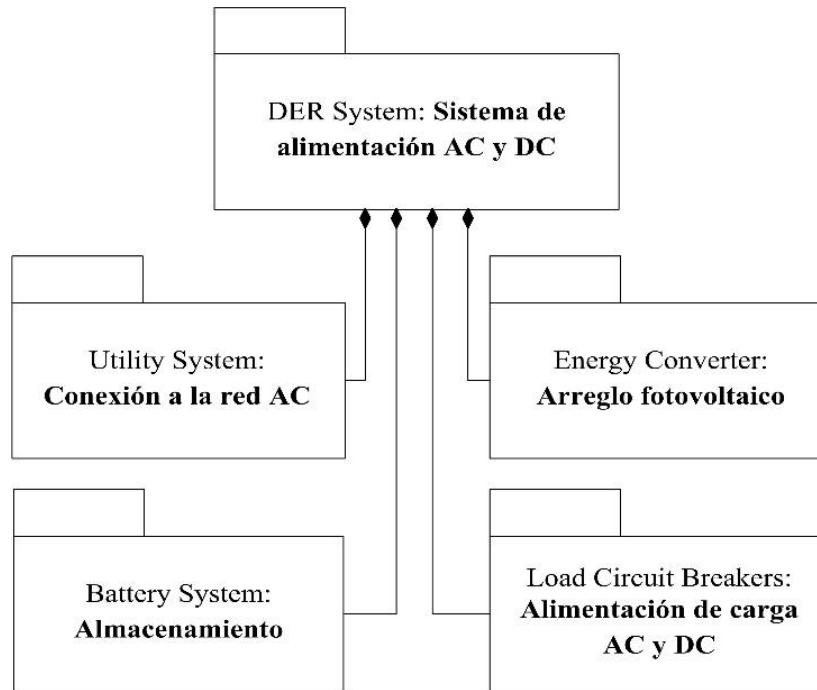 DER System: Sistema de
alimentación AC y DC
Utility System:
Conexión a la red AC
Energy Converter:
Arreglo fotovoltaico
Battery System:
Almacenamiento
Load Circuit Breakers:
Alimentación de carga
AC y DC